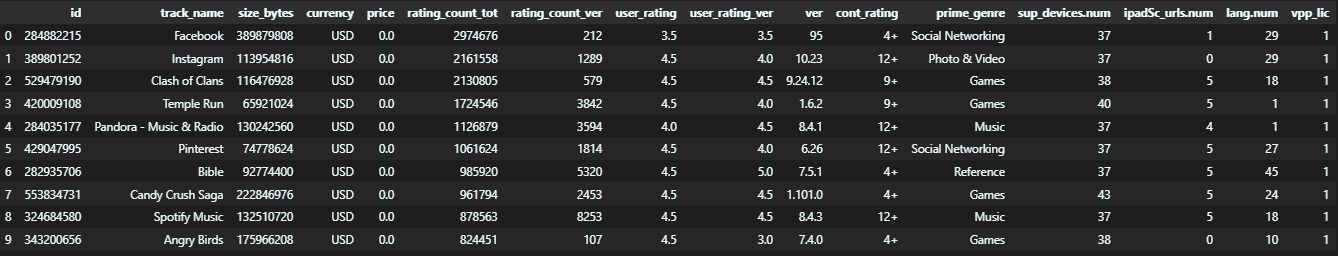 id track_name size_bytes currency price rating_count_tot rating_count_ver user_rating user_rating_ver ver cont_rating prime_genre sup_devices.num ipadSc_urls.num lang.num vpp_lic
0 284882215 Facebook 389879808 USD 0.0 2974676 212 3.5 3.5 95 4+ Social Networking 37 1 29 1
1 389801252 Instagram 113954816 USD 0.0 2161558 1289 4.5 4.0 10.23 12+ Photo & Video 37 0 29 1
2 529479190 Clash of Clans 116476928 USD 0.0 2130805 579 4.5 4.5 9.24.12 9+ Games 38 5 18 1
3 420009108 Temple Run 65921024 USD 0.0 1724546 3842 4.5 4.0 1.6.2 9+ Games 40 5 1 1
4 284035177 Pandora - Music & Radio 130242560 USD 0.0 1126879 3594 4.0 4.5 8.4.1 12+ Music 37 4 1 1
5 429047995 Pinterest 74778624 USD 0.0 1061624 1814 4.5 4.0 6.26 12+ Social Networking 37 5 27 1
6 282935706 Bible 92774400 USD 0.0 985920 5320 4.5 5.0 7.5.1 4+ Reference 37 5 45 1
7 553834731 Candy Crush Saga 222846976 USD 0.0 961794 2453 4.5 4.5 1.101.0 4+ Games 43 5 24 1
8 324684580 Spotify Music 132510720 USD 0.0 878563 8253 4.5 4.5 8.4.3 12+ Music 37 5 18 1
9 343200656 Angry Birds 175966208 USD 0.0 824451 107 4.5 3.0 7.4.0 4+ Games 38 0 10 1